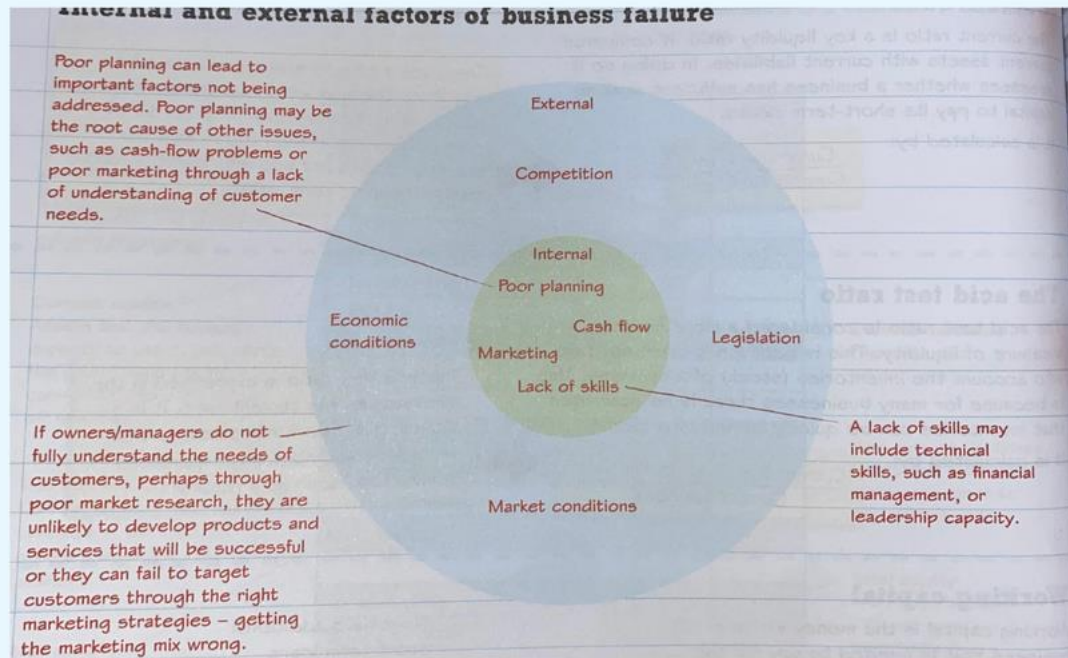 Internal and external factors of business failure
Poor planning can lead to
important factors not being
addressed. Poor planning may be
the root cause of other issues,
such as cash-flow problems or
poor marketing through a lack
of understanding of customer
needs.
External
Competition
Internal
Poor planning
Cash flow
Marketing
Lack of skills
Economic
conditions
Legislation
Market conditions
If owners/managers do not
fully understand the needs of
customers, perhaps through
poor market research, they are
unlikely to develop products and
services that will be successful
or they can fail to target
customers through the right
marketing strategies – getting
the marketing mix wrong.
A lack of skills may
include technical
skills, such as financial
management, or
leadership capacity.